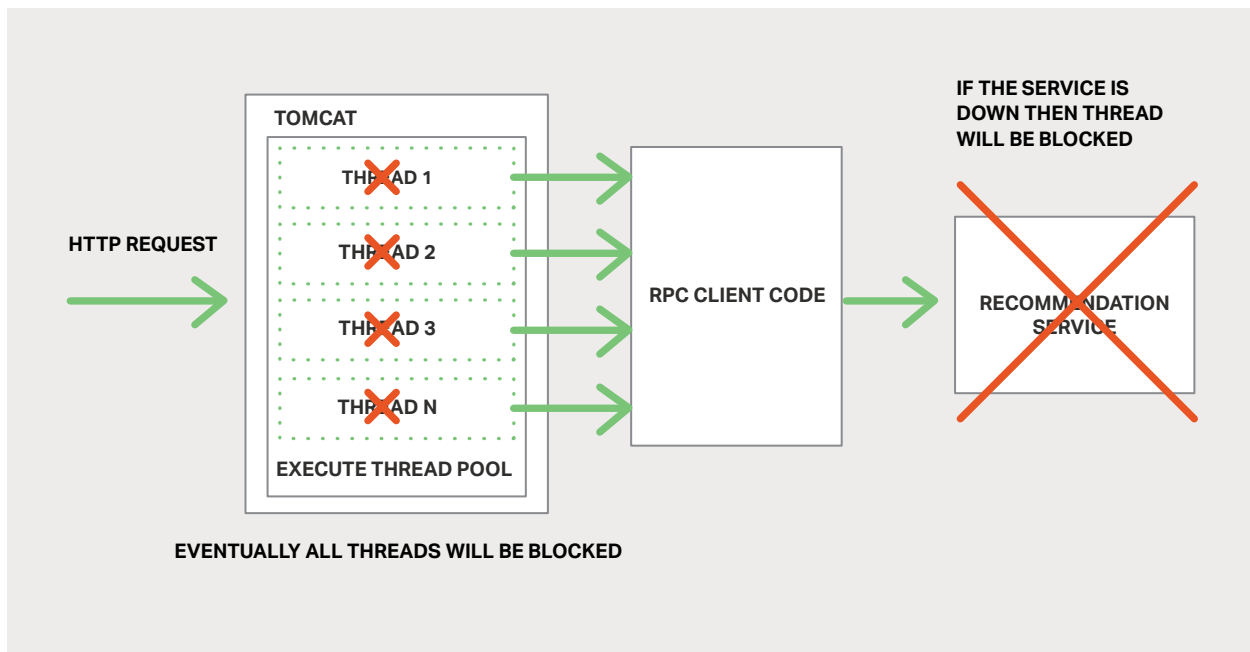 IF THE SERVICE IS
DOWN THEN THREAD
WILL BE BLOCKED
TOMCAT
THREAD 1
HTTP REQUEST
THREAD 2
THREAD 3
THREAD N
EXECUTE THREAD POOL
RPC CLIENT CODE
RECOMMENDATION
SERVICE
EVENTUALLY ALL THREADS WILL BE BLOCKED